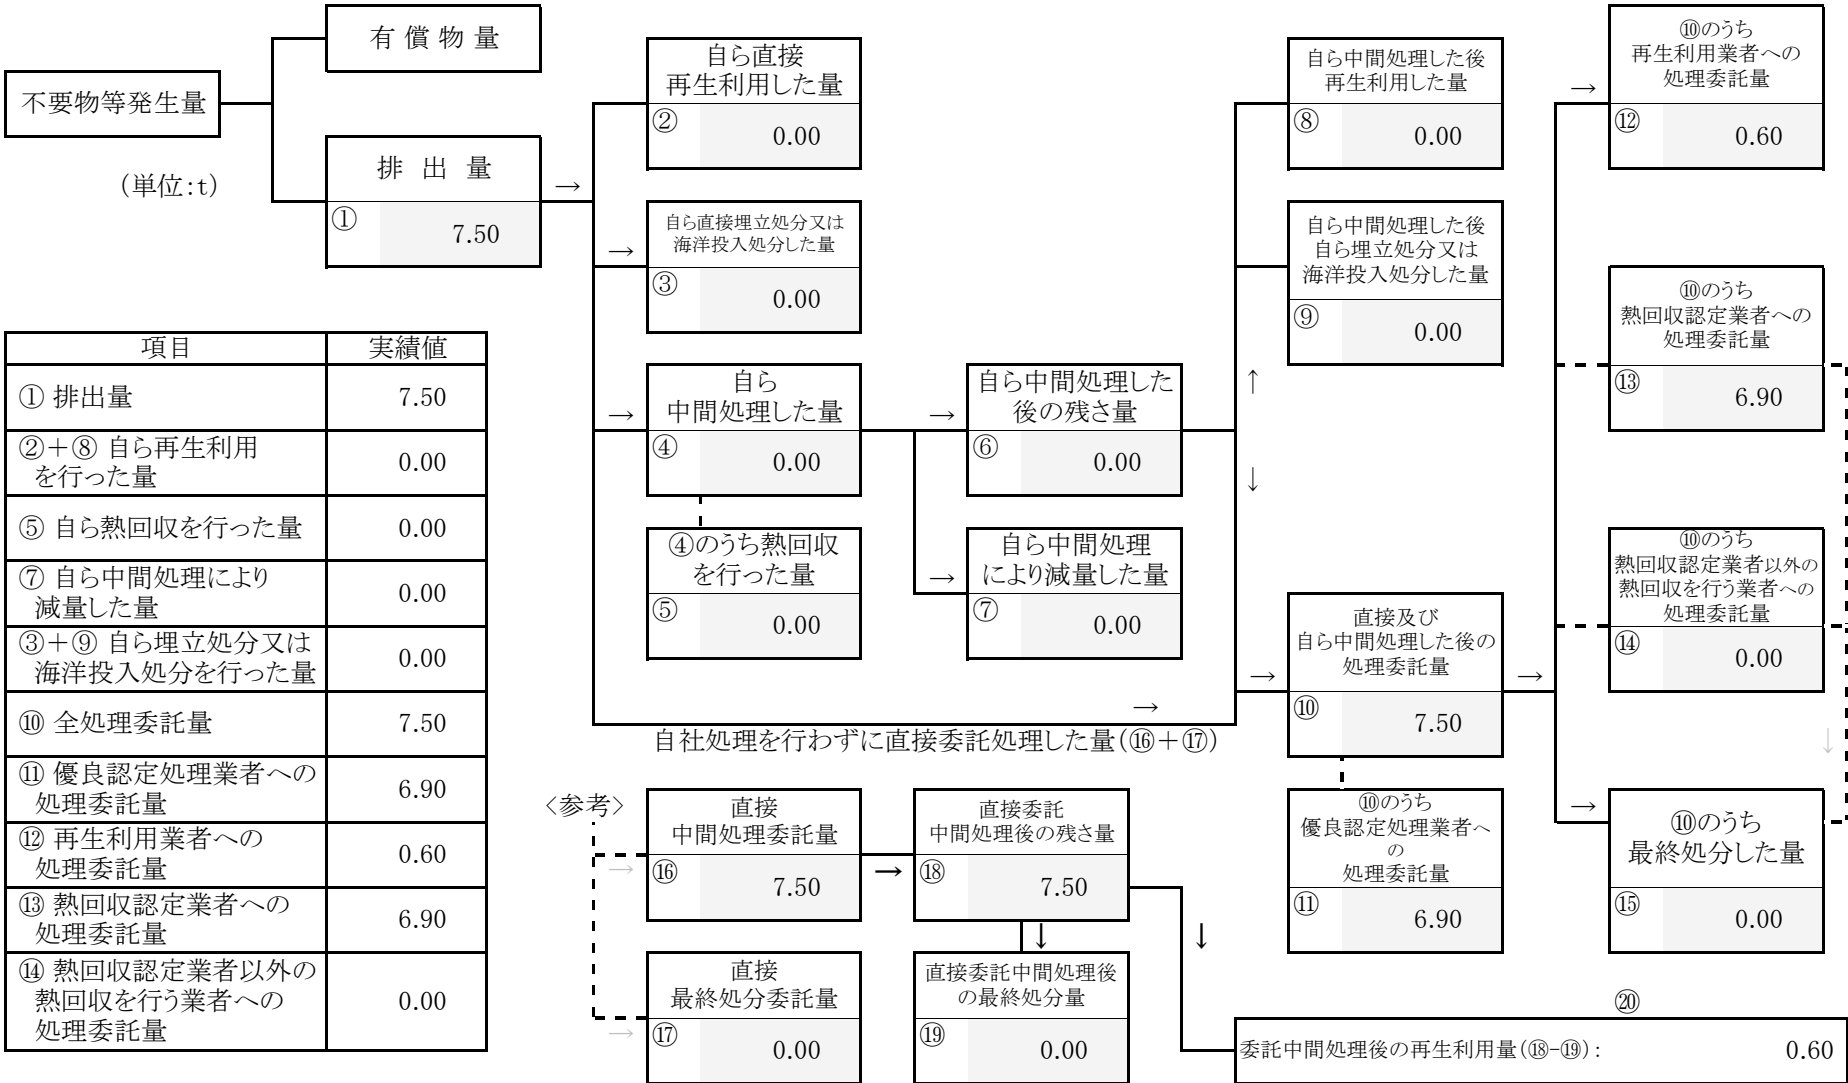 有 償 物 量
不要物等発生量
(単位:t)
排 出 量
①
7.50
→
自ら直接
再生利用した量
②
0.00
→
自ら直接埋立処分又は
海洋投入処分した量
③
0.00
→
自ら
中間処理した量
④
0.00
④のうち熱回収
を行った量
⑤
0.00
→
自ら中間処理した
後の残さ量
⑥
0.00
→
自ら中間処理
により減量した量
⑦
0.00
↑
↓
自ら中間処理した後
再生利用した量
⑧
0.00
自ら中間処理した後
自ら埋立処分又は
海洋投入処分した量
⑨
0.00
→
自社処理を行わずに直接委託処理した量(⑯+⑰)
→
直接及び
自ら中間処理した後の
処理委託量
⑩
7.50
⑩のうち
優良認定処理業者へ
の
処理委託量
⑪
6.90
→
→
⑩のうち
再生利用業者への
処理委託量
⑫
0.60
⑩のうち
熱回収認定業者への
処理委託量
⑬
6.90
⑩のうち
熱回収認定業者以外の
熱回収を行う業者への
処理委託量
⑭
0.00
↓
→
⑩のうち
最終処分した量
⑮
0.00
項目 実績値
① 排出量 7.50
②+⑧ 自ら再生利用
を行った量 0.00
⑤ 自ら熱回収を行った量 0.00
⑦ 自ら中間処理により
減量した量 0.00
③+⑨ 自ら埋立処分又は
海洋投入処分を行った量 0.00
⑩ 全処理委託量 7.50
⑪ 優良認定処理業者への
処理委託量 6.90
⑫ 再生利用業者への
処理委託量 0.60
⑬ 熱回収認定業者への
処理委託量 6.90
⑭ 熱回収認定業者以外の
熱回収を行う業者への
処理委託量 0.00
<参考>
→
直接
中間処理委託量
⑯
7.50
→
直接委託
中間処理後の残さ量
⑱
7.50
↓
↓
→
直接
最終処分委託量
⑰
0.00
直接委託中間処理後
の最終処分量
⑲
0.00
⑳
委託中間処理後の再生利用量(⑱-⑲): 0.60